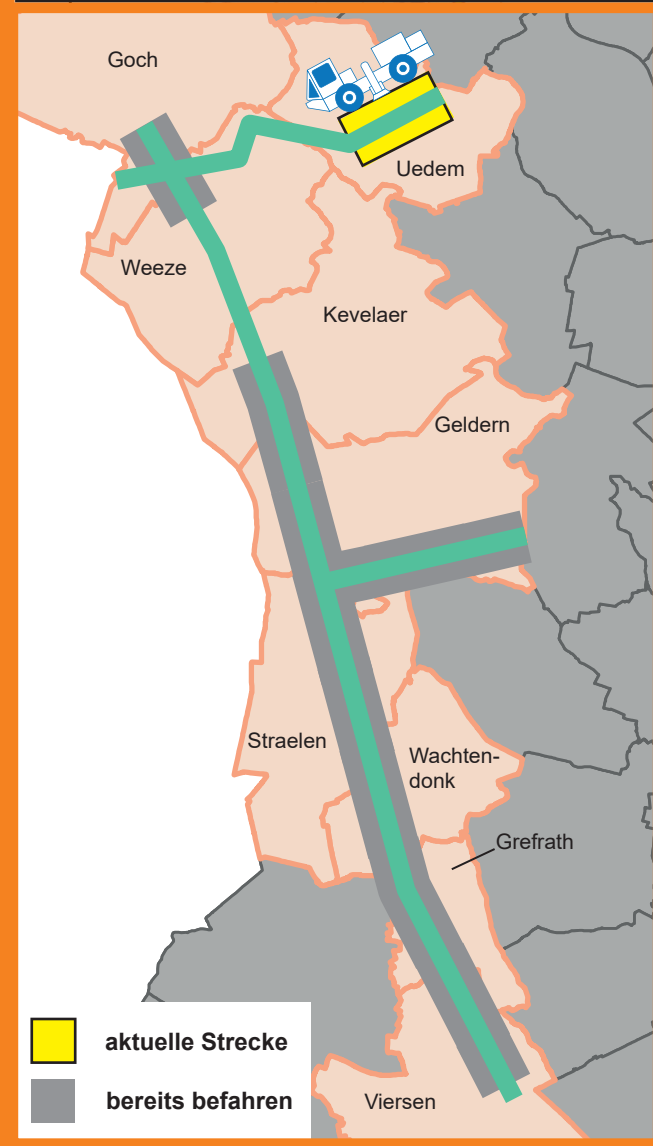 Goch
Uedem
Weeze
Kevelaer
Geldern
Straelen
Wachten-
donk
Grefrath
aktuelle Strecke
bereits befahren
Viersen